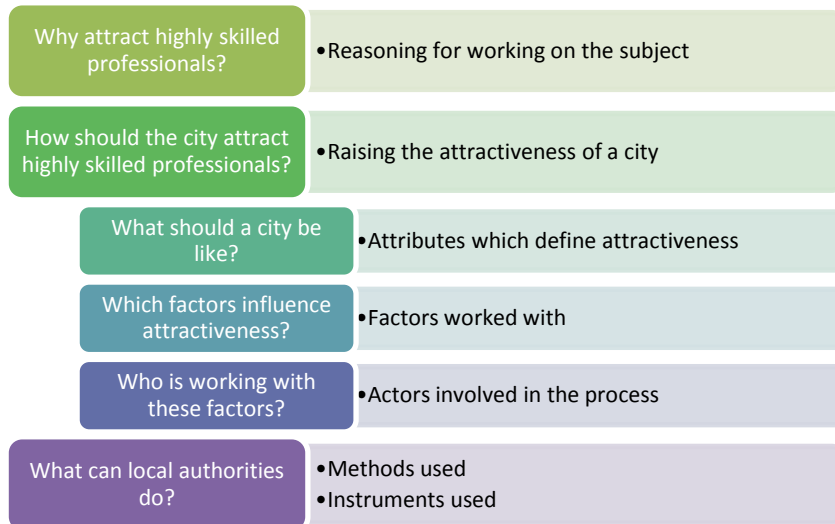 Why attract highly skilled
professionals?
•Reasoning for working on the subject
How should the city attract
highly skilled professionals?
•Raising the attractiveness of a city
What should a city be
like?
•Attributes which define attractiveness
Which factors influence
attractiveness?
•Factors worked with
Who is working with
these factors?
•Actors involved in the process
What can local authorities
do?
•Methods used
•Instruments used